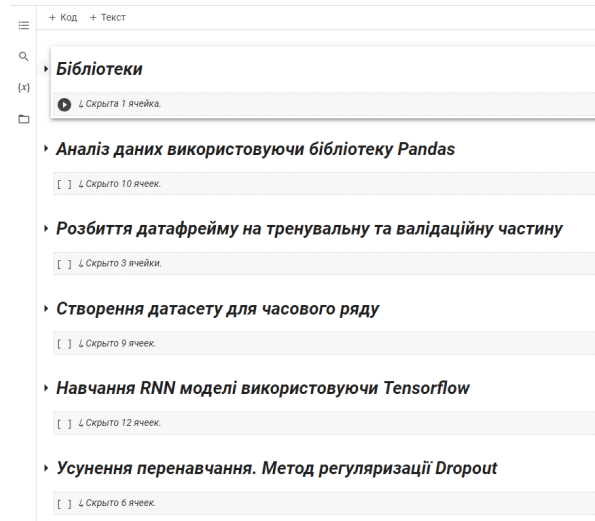 + Код + Текст
Бібліотеки
{x}
↳ Скрыта 1 ячейка.
Аналіз даних використовуючи бібліотеку Pandas
[ ] ↳ Скрыто 10 ячеек.
Розбиття датафрейму на тренувальну та валідаційну частину
[ ] ↳ Скрыто 3 ячейки.
Створення датасету для часового ряду
[ ] ↳ Скрыто 9 ячеек.
Навчання RNN моделі використовуючи Tensorflow
[ ] ↳ Скрыто 12 ячеек.
Усунення перенавчання. Метод регуляризації Dropout
[ ] ↳ Скрыто 6 ячеек.